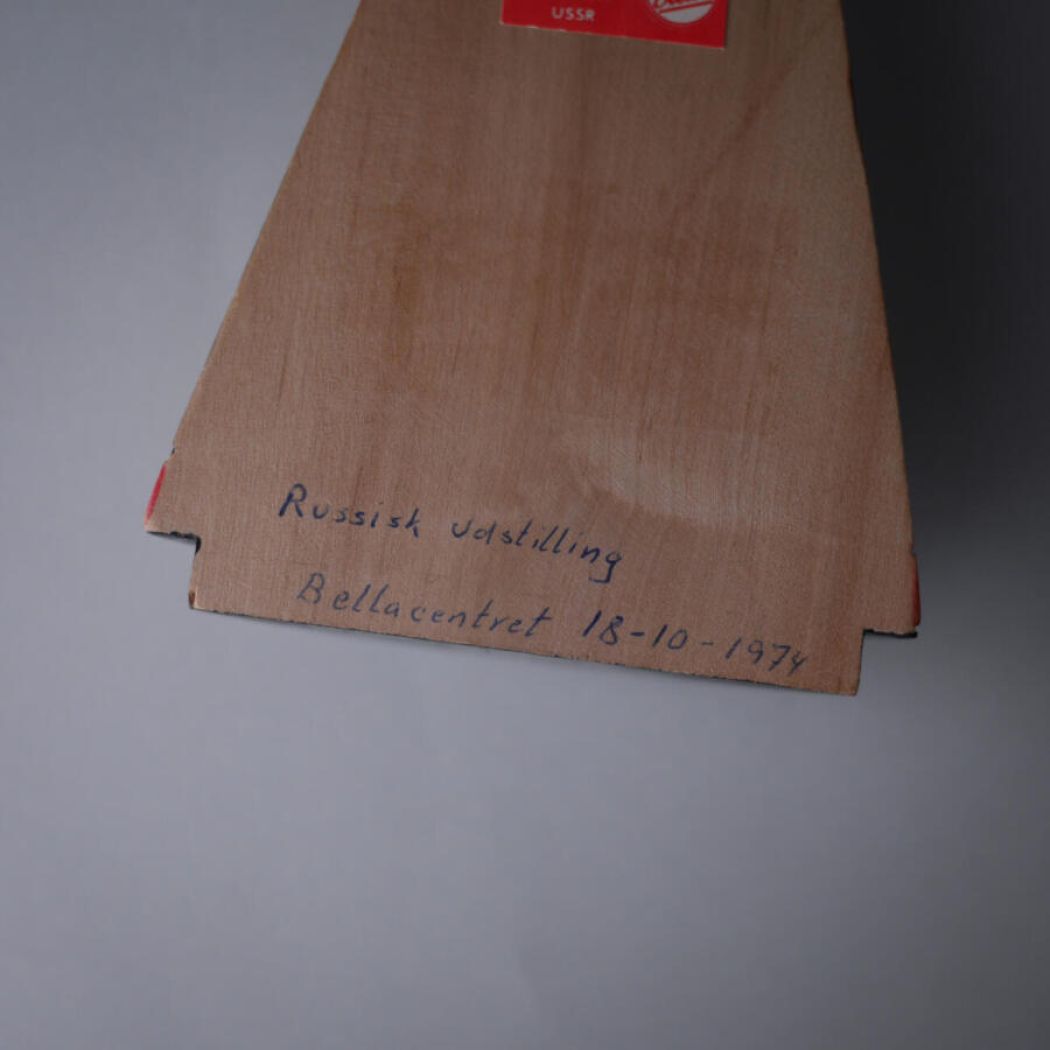 USSR
Russisk udstilling
Bellacentret 18-10-1974